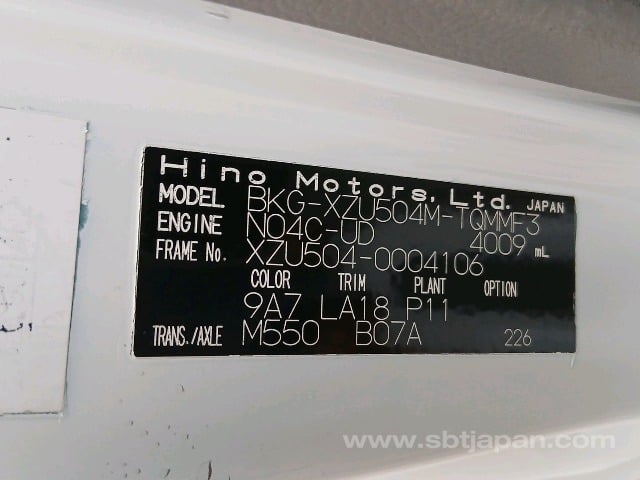 Hino Motors, Ltd. JAPAN
MODEL BKG-XZU504M-TQMMF3
ENGINE N04C-UD 4009 mL
FRAME No. XZU504-0004106
COLOR TRIM PLANT OPTION
9A7 LA18 P11
TRANS./AXLE M550 B07A 226
www.sbtjapan.com